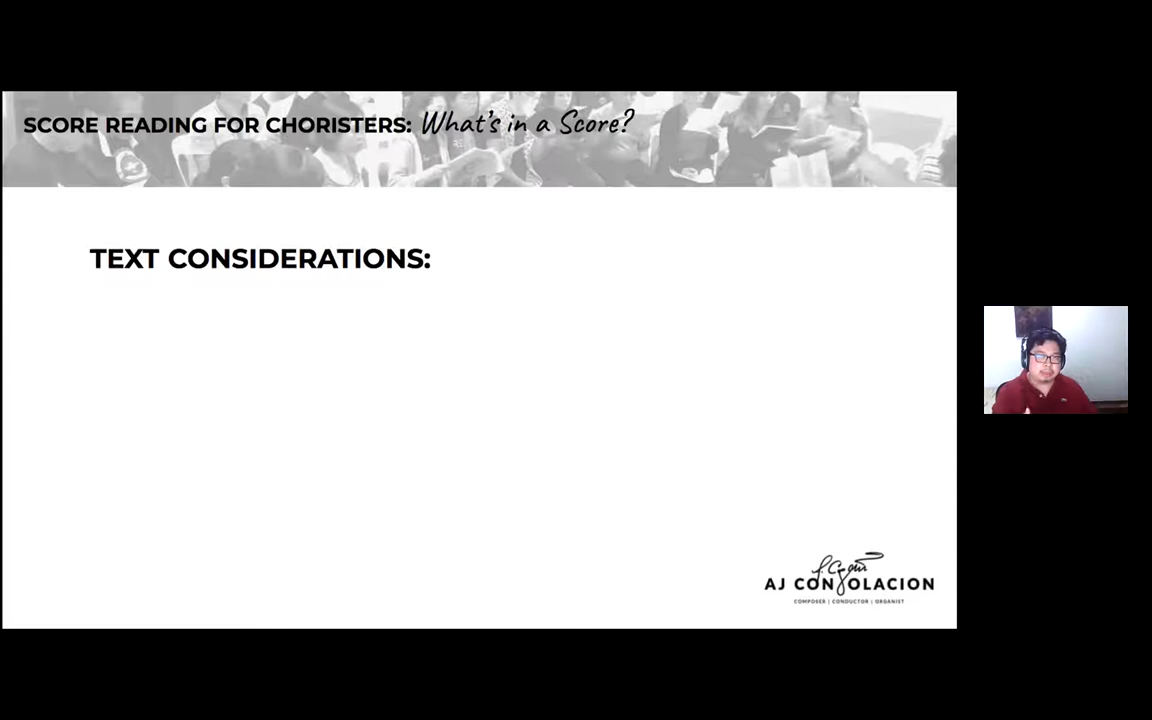 SCORE READING FOR CHORISTERS: What's in a Score?
TEXT CONSIDERATIONS:
AJ CONSOLACION
COMPOSER | CONDUCTOR | ORGANIST